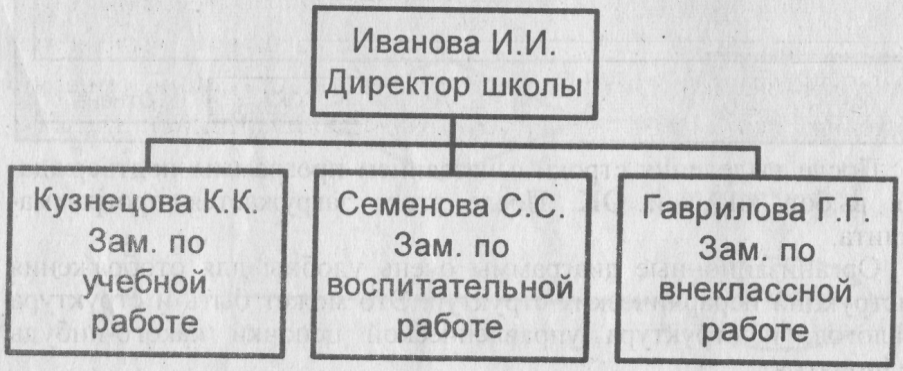 Иванова И.И.
Директор школы
Кузнецова К.К.
Зам. по
учебной
работе
Семенова С.С.
Зам. по
воспитательной
работе
Гаврилова Г.Г.
Зам. по
внеклассной
работе